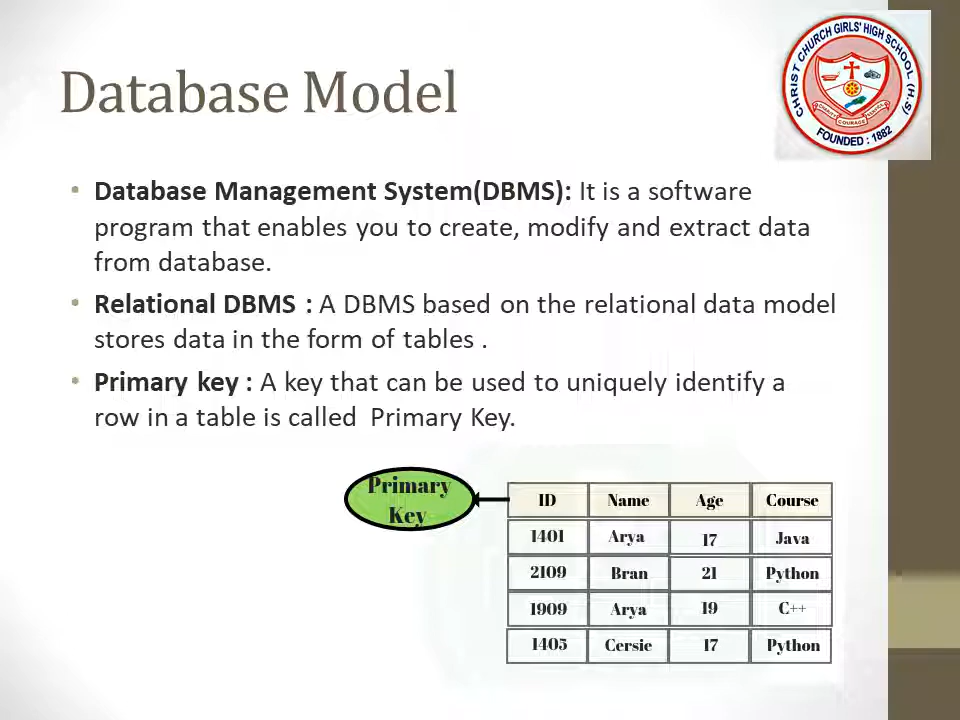 Database Model
CHRIST CHURCH GIRLS' HIGH SCHOOL (H.S)
COURAGE
FOUNDED : 1882
• Database Management System(DBMS): It is a software
program that enables you to create, modify and extract data
from database.
• Relational DBMS : A DBMS based on the relational data model
stores data in the form of tables .
• Primary key : A key that can be used to uniquely identify a
row in a table is called Primary Key.
Primary
Key
ID Name Age Course
1401 Arya 17 Java
2109 Bran 21 Python
1909 Arya 19 C++
1405 Cersie 17 Python